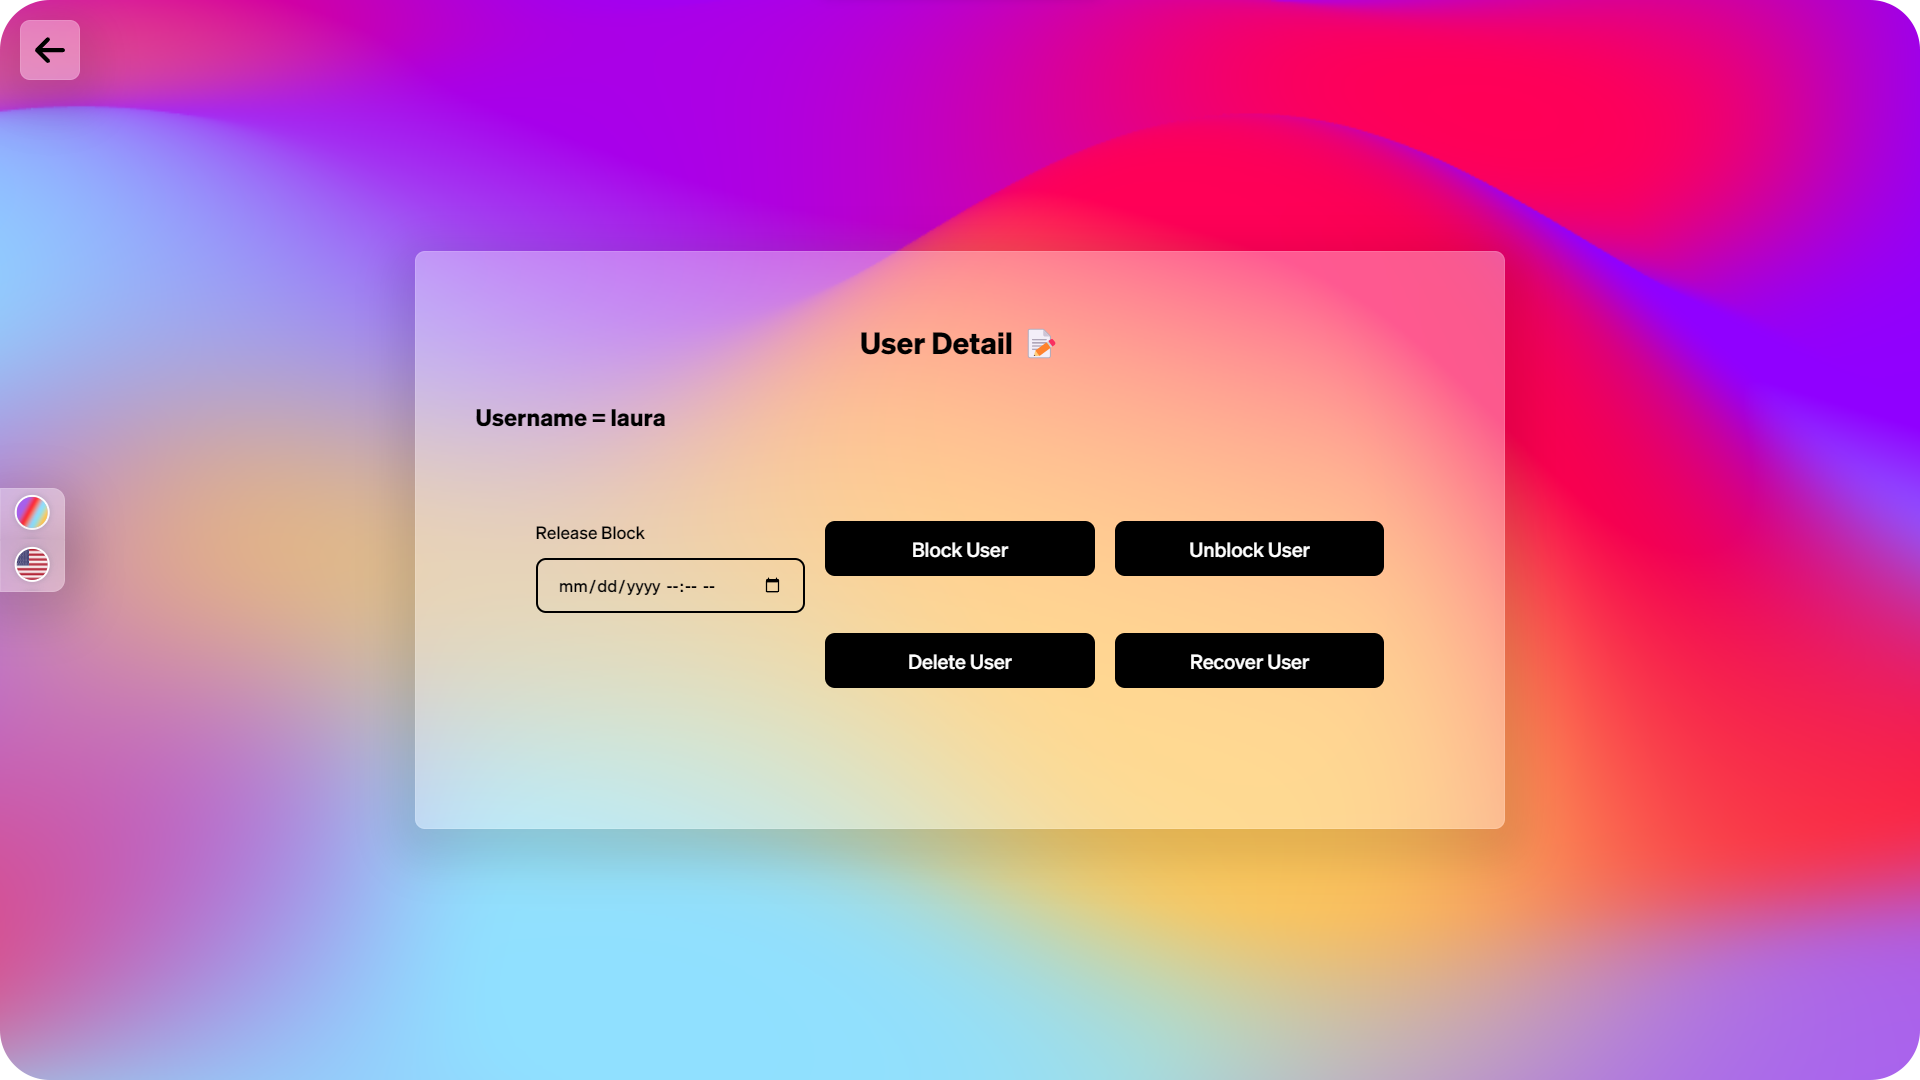 User Detail 📝
Username = laura
Release Block
mm/dd/yyyy --:-- --
Block User
Unblock User
Delete User
Recover User